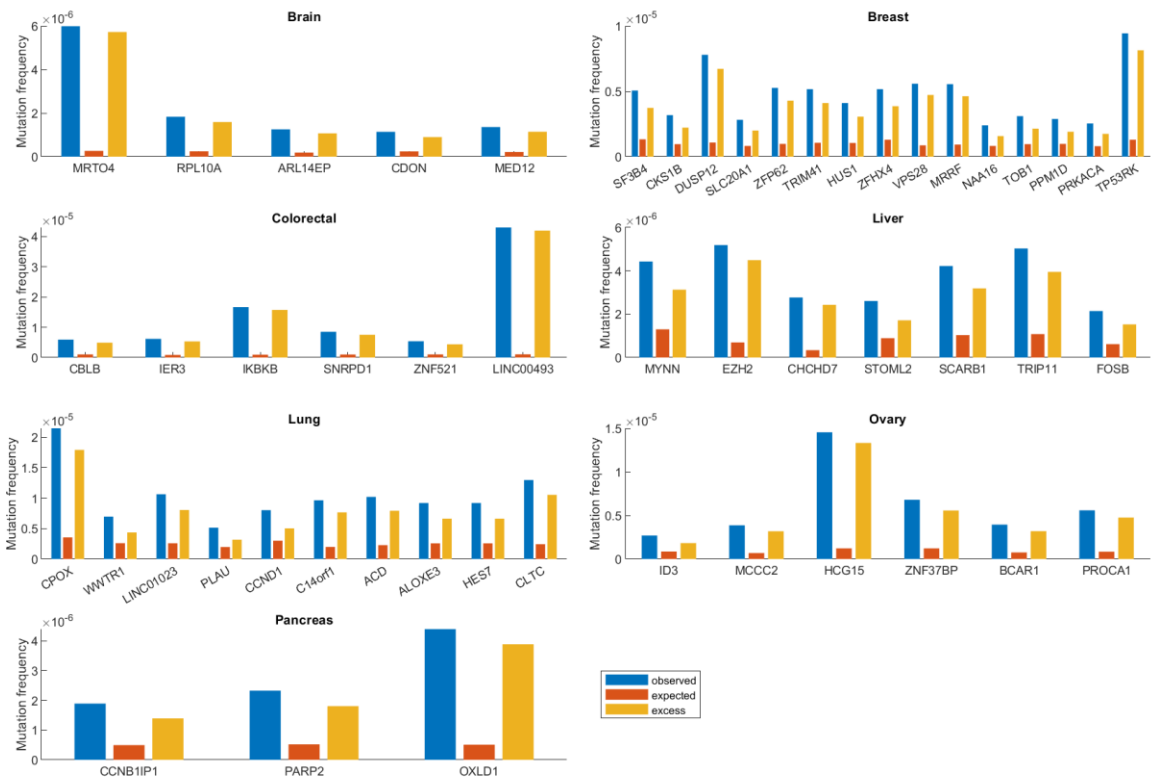 Brain
×10⁻⁶
Mutation frequency
6
4
2
0
MRTO4 RPL10A ARL14EP CDON MED12
Breast
×10⁻⁵
Mutation frequency
1
0.5
0
SF3B4 CKS1B DUSP12 SLC20A1 ZFP62 TRIM41 HUS1 ZFHX4 VPS28 MRRF NAA16 TOB1 PPM1D PRKACA TP53RK
Colorectal
×10⁻⁵
Mutation frequency
4
3
2
1
0
CBLB IER3 IKBKB SNRPD1 ZNF521 LINC00493
Liver
×10⁻⁶
Mutation frequency
6
4
2
0
MYNN EZH2 CHCHD7 STOML2 SCARB1 TRIP11 FOSB
Lung
×10⁻⁵
Mutation frequency
2
1.5
1
0.5
0
CPOX WWTR1 LINC01023 PLAU CCND1 C14orf1 ACD ALOXE3 HES7 CLTC
Ovary
×10⁻⁵
Mutation frequency
1.5
1
0.5
0
ID3 MCCC2 HCG15 ZNF37BP BCAR1 PROCA1
Pancreas
×10⁻⁶
Mutation frequency
4
3
2
1
0
CCNB1IP1 PARP2 OXLD1
observed
expected
excess